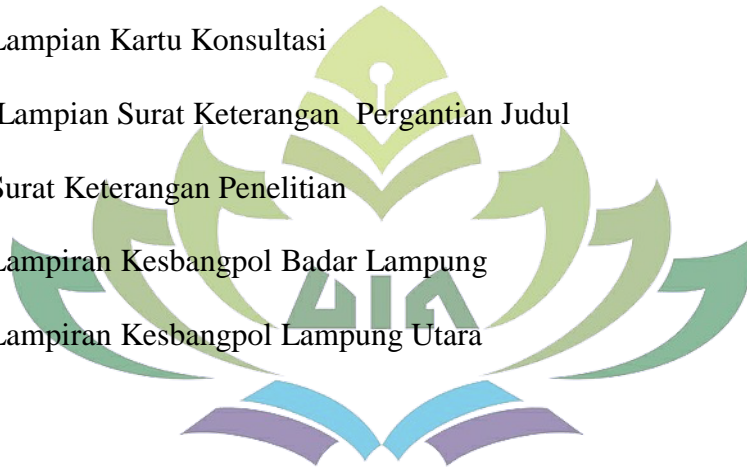 Lampian Kartu Konsultasi
Lampian Surat Keterangan Pergantian Judul
Surat Keterangan Penelitian
Lampiran Kesbangpol Badar Lampung
UIN
Lampiran Kesbangpol Lampung Utara